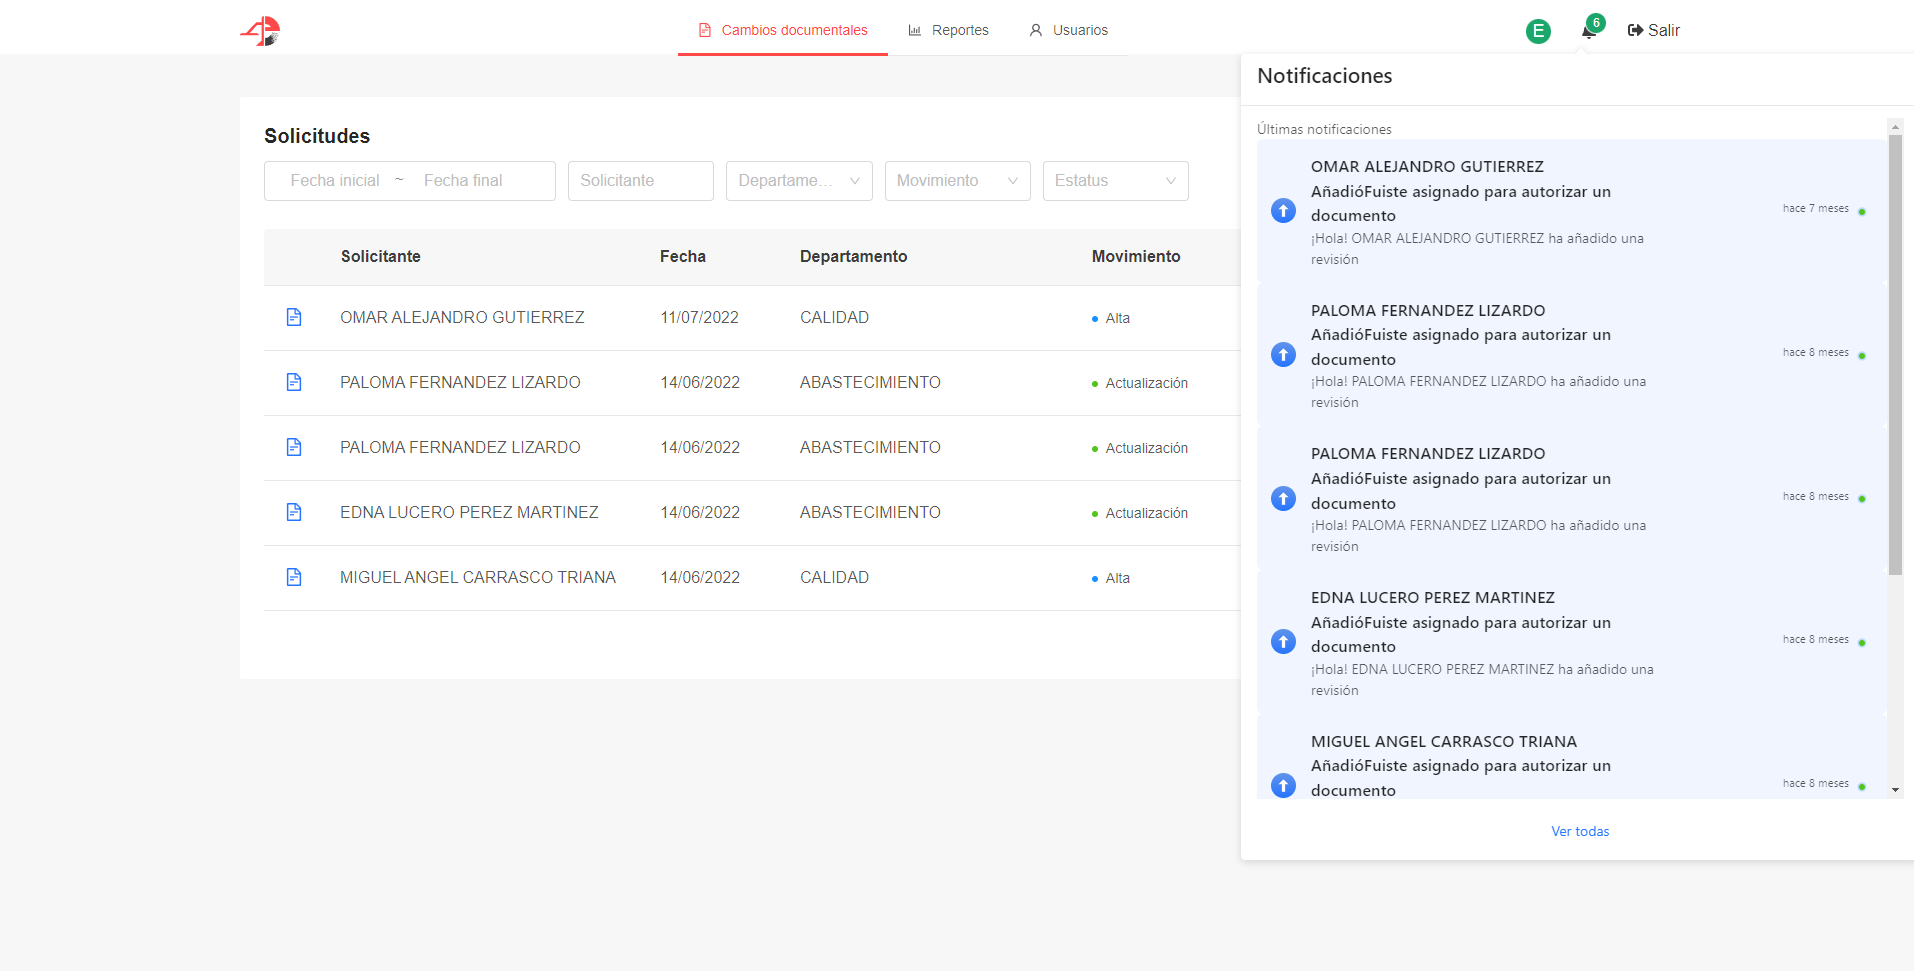 Cambios documentales
Reportes
Usuarios
E
6
Salir
Solicitudes
Fecha inicial ~ Fecha final
Solicitante
Departame...
Movimiento
Estatus
Solicitante Fecha Departamento Movimiento
OMAR ALEJANDRO GUTIERREZ 11/07/2022 CALIDAD Alta
PALOMA FERNANDEZ LIZARDO 14/06/2022 ABASTECIMIENTO Actualización
PALOMA FERNANDEZ LIZARDO 14/06/2022 ABASTECIMIENTO Actualización
EDNA LUCERO PEREZ MARTINEZ 14/06/2022 ABASTECIMIENTO Actualización
MIGUEL ANGEL CARRASCO TRIANA 14/06/2022 CALIDAD Alta
Notificaciones
Últimas notificaciones
OMAR ALEJANDRO GUTIERREZ
AñadióFuiste asignado para autorizar un
documento
hace 7 meses
¡Hola! OMAR ALEJANDRO GUTIERREZ ha añadido una
revisión
PALOMA FERNANDEZ LIZARDO
AñadióFuiste asignado para autorizar un
documento
hace 8 meses
¡Hola! PALOMA FERNANDEZ LIZARDO ha añadido una
revisión
PALOMA FERNANDEZ LIZARDO
AñadióFuiste asignado para autorizar un
documento
hace 8 meses
¡Hola! PALOMA FERNANDEZ LIZARDO ha añadido una
revisión
EDNA LUCERO PEREZ MARTINEZ
AñadióFuiste asignado para autorizar un
documento
hace 8 meses
¡Hola! EDNA LUCERO PEREZ MARTINEZ ha añadido una
revisión
MIGUEL ANGEL CARRASCO TRIANA
AñadióFuiste asignado para autorizar un
documento
hace 8 meses
Ver todas